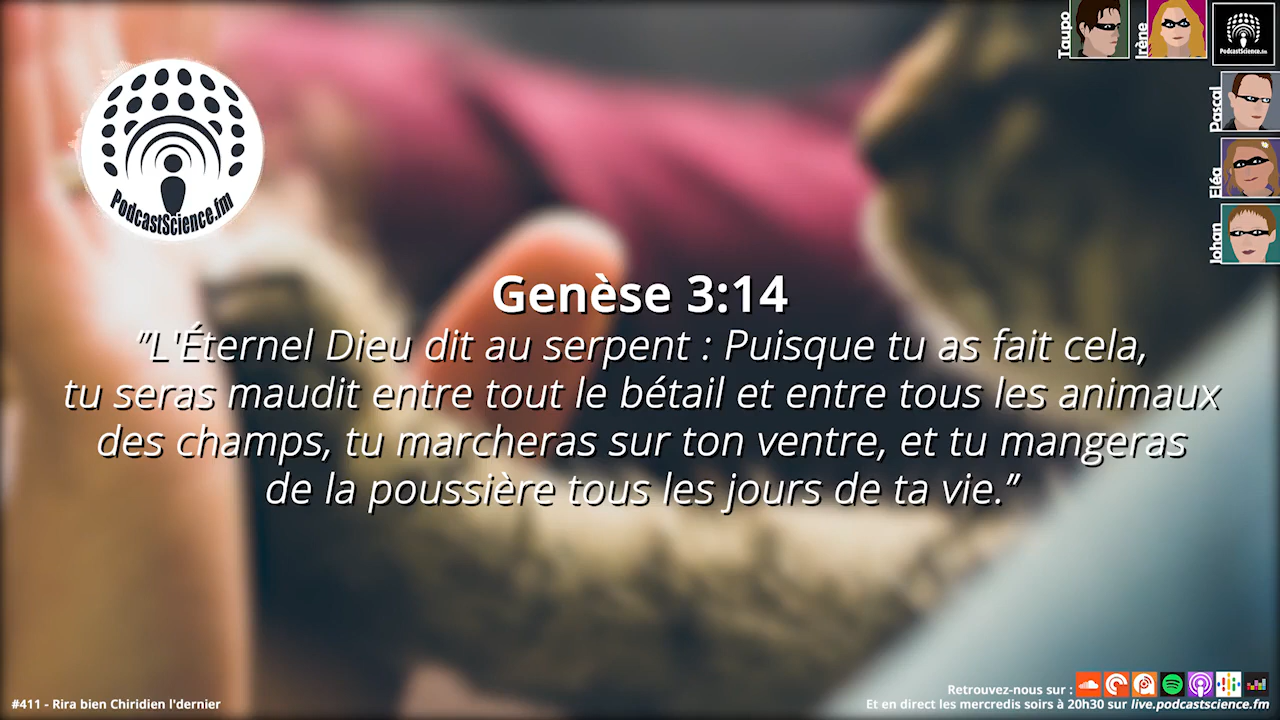 Taupo
Irène
PodcastScience.fm
PodcastScience.fm
Pascal
Eléa
Johan
Genèse 3:14
"L'Éternel Dieu dit au serpent : Puisque tu as fait cela,
tu seras maudit entre tout le bétail et entre tous les animaux
des champs, tu marcheras sur ton ventre, et tu mangeras
de la poussière tous les jours de ta vie."
#411 - Rira bien Chiridien l'dernier
Retrouvez-nous sur :
Et en direct les mercredis soirs à 20h30 sur live.podcastscience.fm